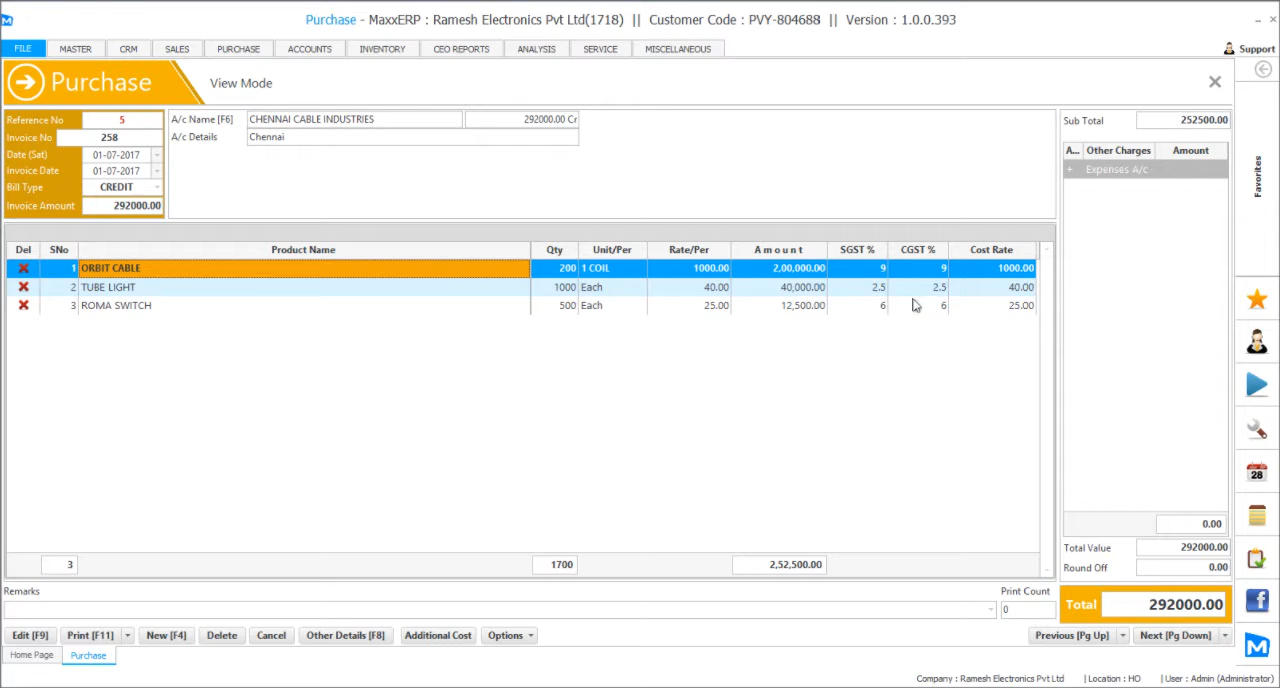 Purchase - MaxxERP : Ramesh Electronics Pvt Ltd(1718) || Customer Code : PVY-804688 || Version : 1.0.0.393
FILE MASTER CRM SALES PURCHASE ACCOUNTS INVENTORY CEO REPORTS ANALYSIS SERVICE MISCELLANEOUS Support
Purchase View Mode
Reference No 5 A/c Name [F6] CHENNAI CABLE INDUSTRIES 292000.00 Cr Sub Total 252500.00
Invoice No 258 A/c Details Chennai
Date (Sat) 01-07-2017 A... Other Charges Amount
Invoice Date 01-07-2017 + Expenses A/c
Bill Type CREDIT
Invoice Amount 292000.00
Favorites
Del SNo Product Name Qty Unit/Per Rate/Per A m o u n t SGST % CGST % Cost Rate
1 ORBIT CABLE 200 1 COIL 1000.00 2,00,000.00 9 9 1000.00
2 TUBE LIGHT 1000 Each 40.00 40,000.00 2.5 2.5 40.00
3 ROMA SWITCH 500 Each 25.00 12,500.00 6 6 25.00
28
0.00
3 1700 2,52,500.00
Total Value 292000.00
Round Off 0.00
Remarks Print Count
0
Total 292000.00
Edit [F9] Print [F11] New [F4] Delete Cancel Other Details [F8] Additional Cost Options Previous [Pg Up] Next [Pg Down]
Home Page Purchase
Company : Ramesh Electronics Pvt Ltd | Location : HO | User : Admin (Administrator)